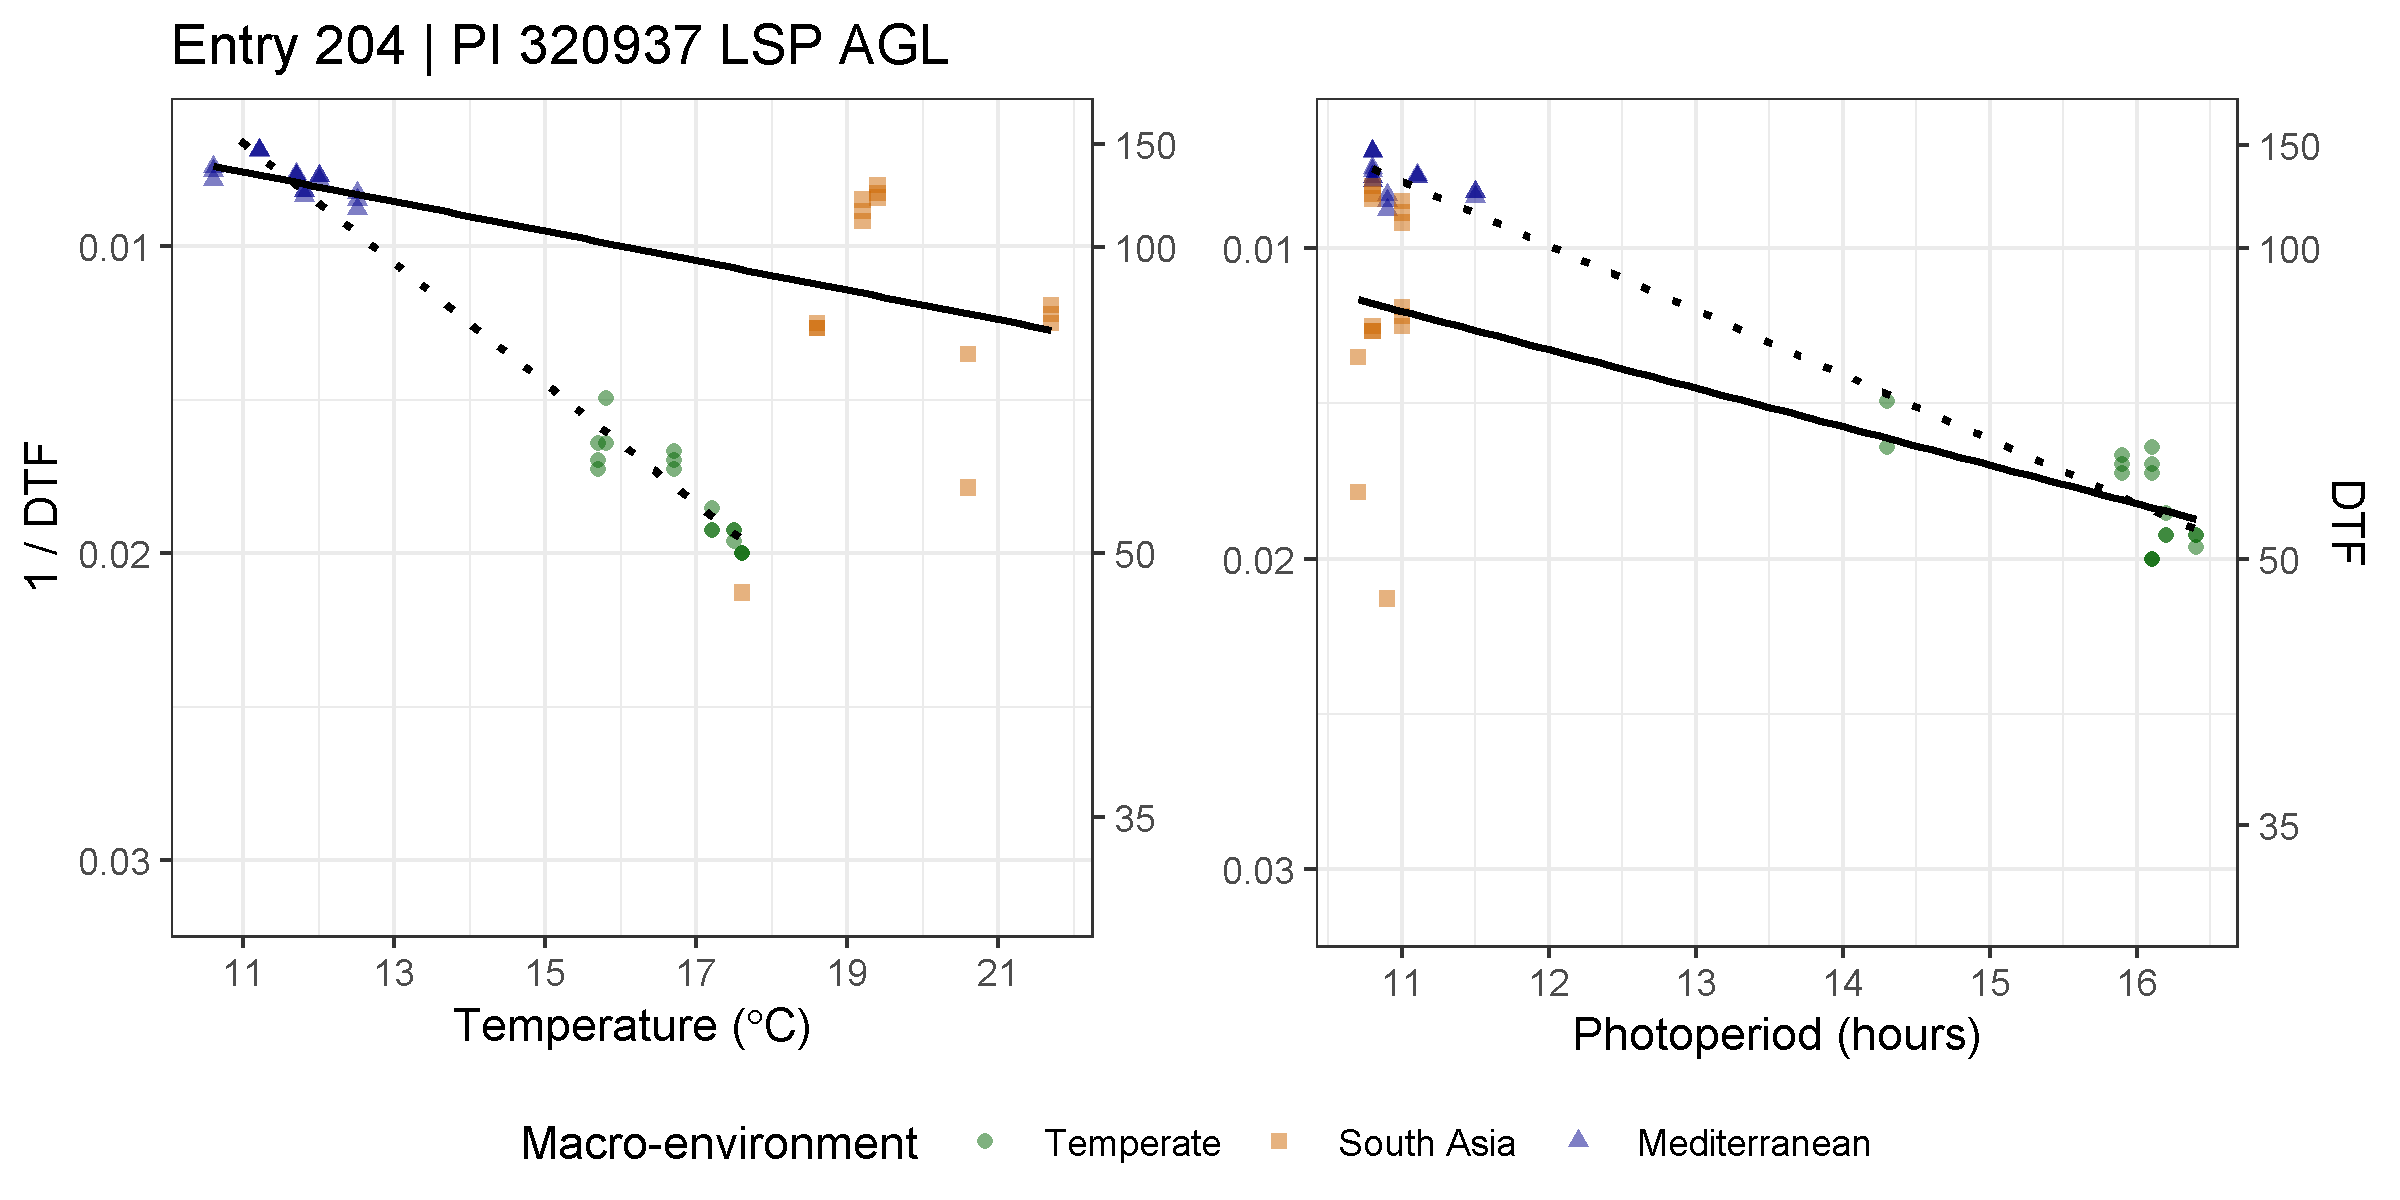 Entry 204 | PI 320937 LSP AGL
1 / DTF
0.01
0.02
0.03
150
100
50
35
11 13 15 17 19 21
Temperature (°C)
0.01
0.02
0.03
150
100
50
35
DTF
11 12 13 14 15 16
Photoperiod (hours)
Macro-environment Temperate South Asia Mediterranean